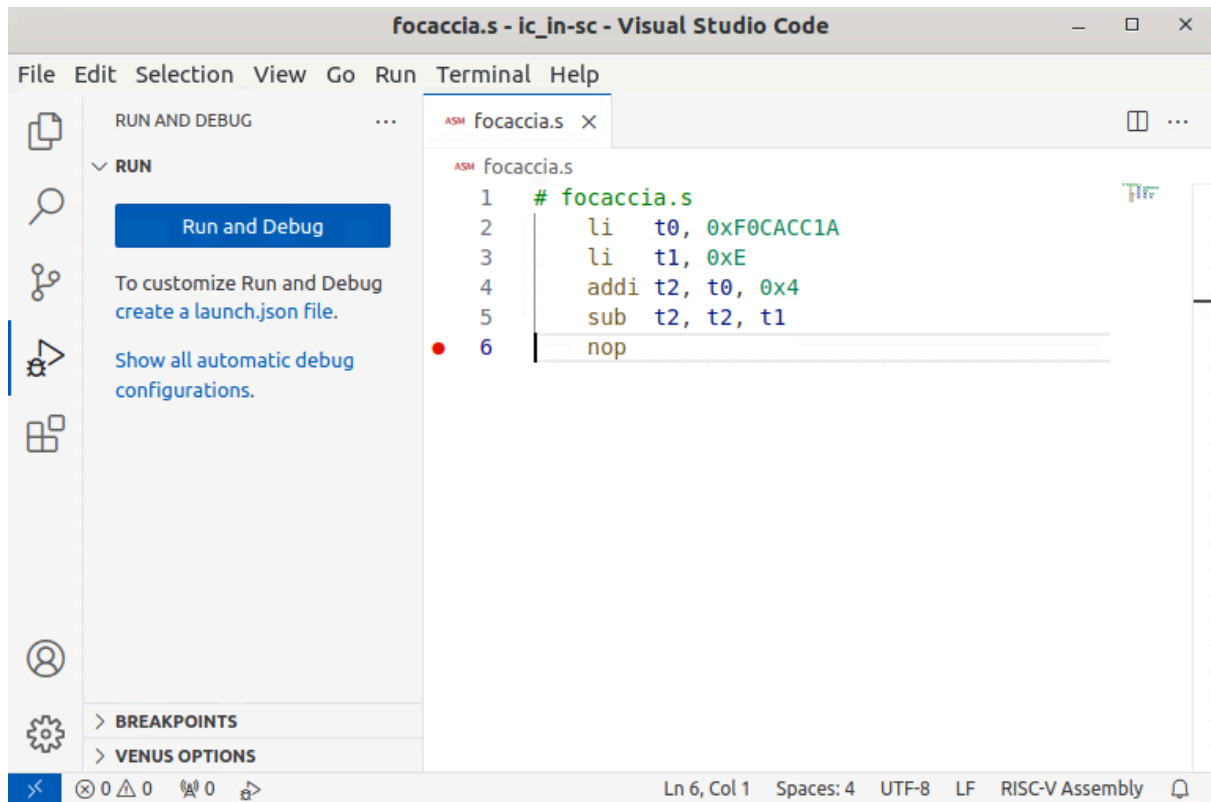 focaccia.s - ic_in-sc - Visual Studio Code
File Edit Selection View Go Run Terminal Help
RUN AND DEBUG ...
RUN
Run and Debug
To customize Run and Debug
create a launch.json file.
Show all automatic debug
configurations.
BREAKPOINTS
VENUS OPTIONS
ASM focaccia.s
ASM focaccia.s
1 # focaccia.s
2 li t0, 0xF0CACC1A
3 li t1, 0xE
4 addi t2, t0, 0x4
5 sub t2, t2, t1
6 nop
0 0 0 Ln 6, Col 1 Spaces: 4 UTF-8 LF RISC-V Assembly